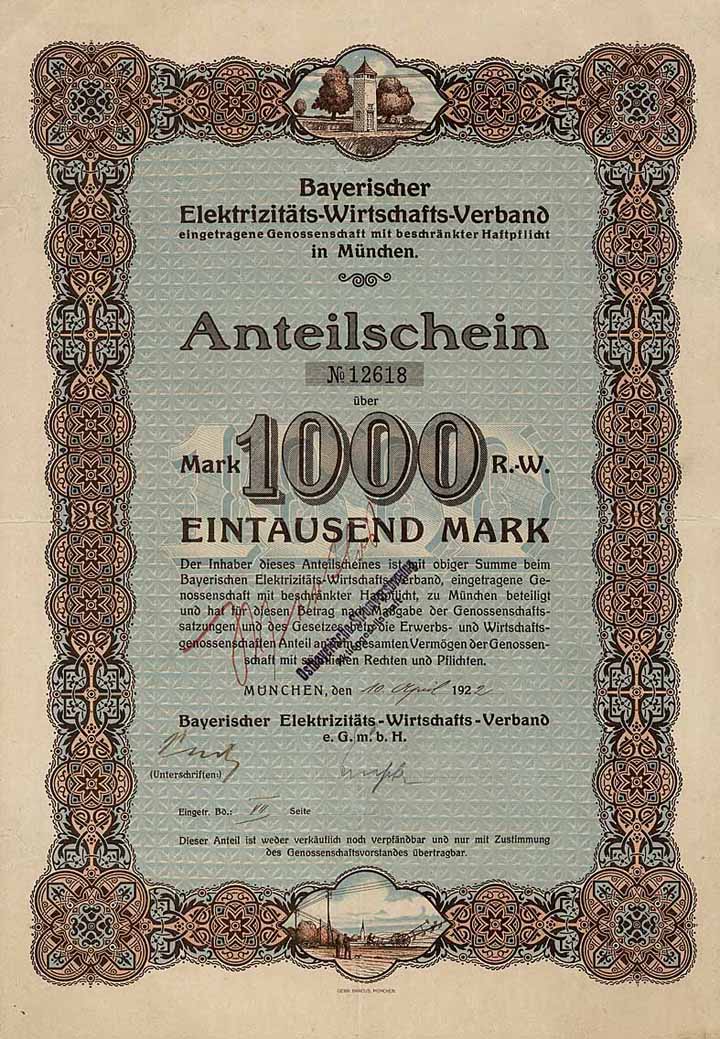 Bayerischer
Elektrizitäts-Wirtschafts-Verband
eingetragene Genossenschaft mit beschränkter Haftpflicht
in München.
Anteilschein
№ 12618
über
Mark 1000 R.-W.
EINTAUSEND MARK
Der Inhaber dieses Anteilscheines ist mit obiger Summe beim
Bayerischen Elektrizitäts-Wirtschafts-Verband, eingetragene Ge-
nossenschaft mit beschränkter Haftpflicht, zu München beteiligt
und hat für diesen Betrag nach Maßgabe der Genossenschafts-
satzungen und des Gesetzes betr. die Erwerbs- und Wirtschafts-
genossenschaften Anteil an dem gesamten Vermögen der Genossen-
schaft mit sämtlichen Rechten und Pflichten.
MÜNCHEN, den 10. April 1922
Bayerischer Elektrizitäts-Wirtschafts-Verband
e. G. m. b. H.
(Unterschriften:)
Eingetr. Bd.: VII Seite
Dieser Anteil ist weder verkäuflich noch verpfändbar und nur mit Zustimmung
des Genossenschaftsvorstandes übertragbar.
GEBR. PARCUS, MÜNCHEN